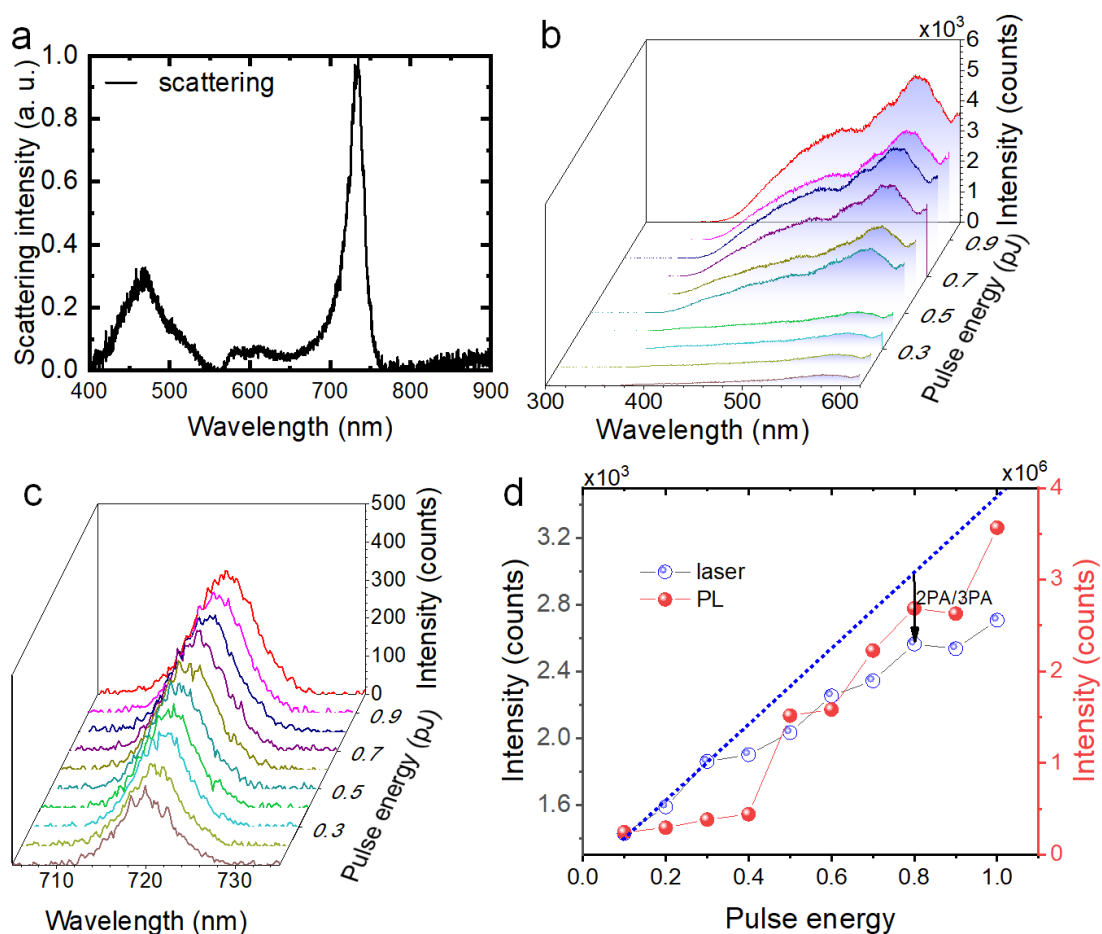 a
Scattering intensity (a. u.)
1.0
0.8
0.6
0.4
0.2
0.0
scattering
400 500 600 700 800 900
Wavelength (nm)
b
x10³
6
5
4
3
2
1
0
Intensity (counts)
0.9
0.7
0.5
0.3
Pulse energy (pJ)
300 400 500 600
Wavelength (nm)
c
500
400
300
200
100
0
Intensity (counts)
0.9
0.7
0.5
0.3
Pulse energy (pJ)
710 720 730
Wavelength (nm)
d
x10³ x10⁶
Intensity (counts)
3.2
2.8
2.4
2.0
1.6
laser
PL
2PA/3PA
4
3
2
1
0
Intensity (counts)
0.0 0.2 0.4 0.6 0.8 1.0
Pulse energy